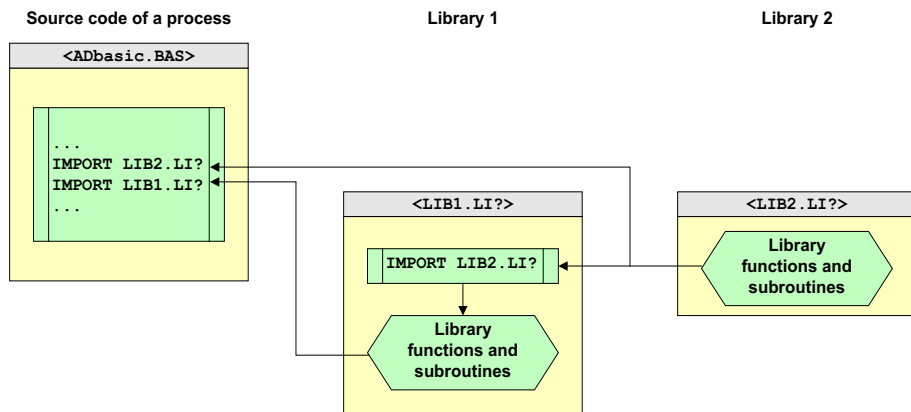 Source code of a process
Library 1
Library 2
<ADbasic.BAS>
...
IMPORT LIB2.LI?
IMPORT LIB1.LI?
...
<LIB1.LI?>
IMPORT LIB2.LI?
Library
functions and
subroutines
<LIB2.LI?>
Library
functions and
subroutines